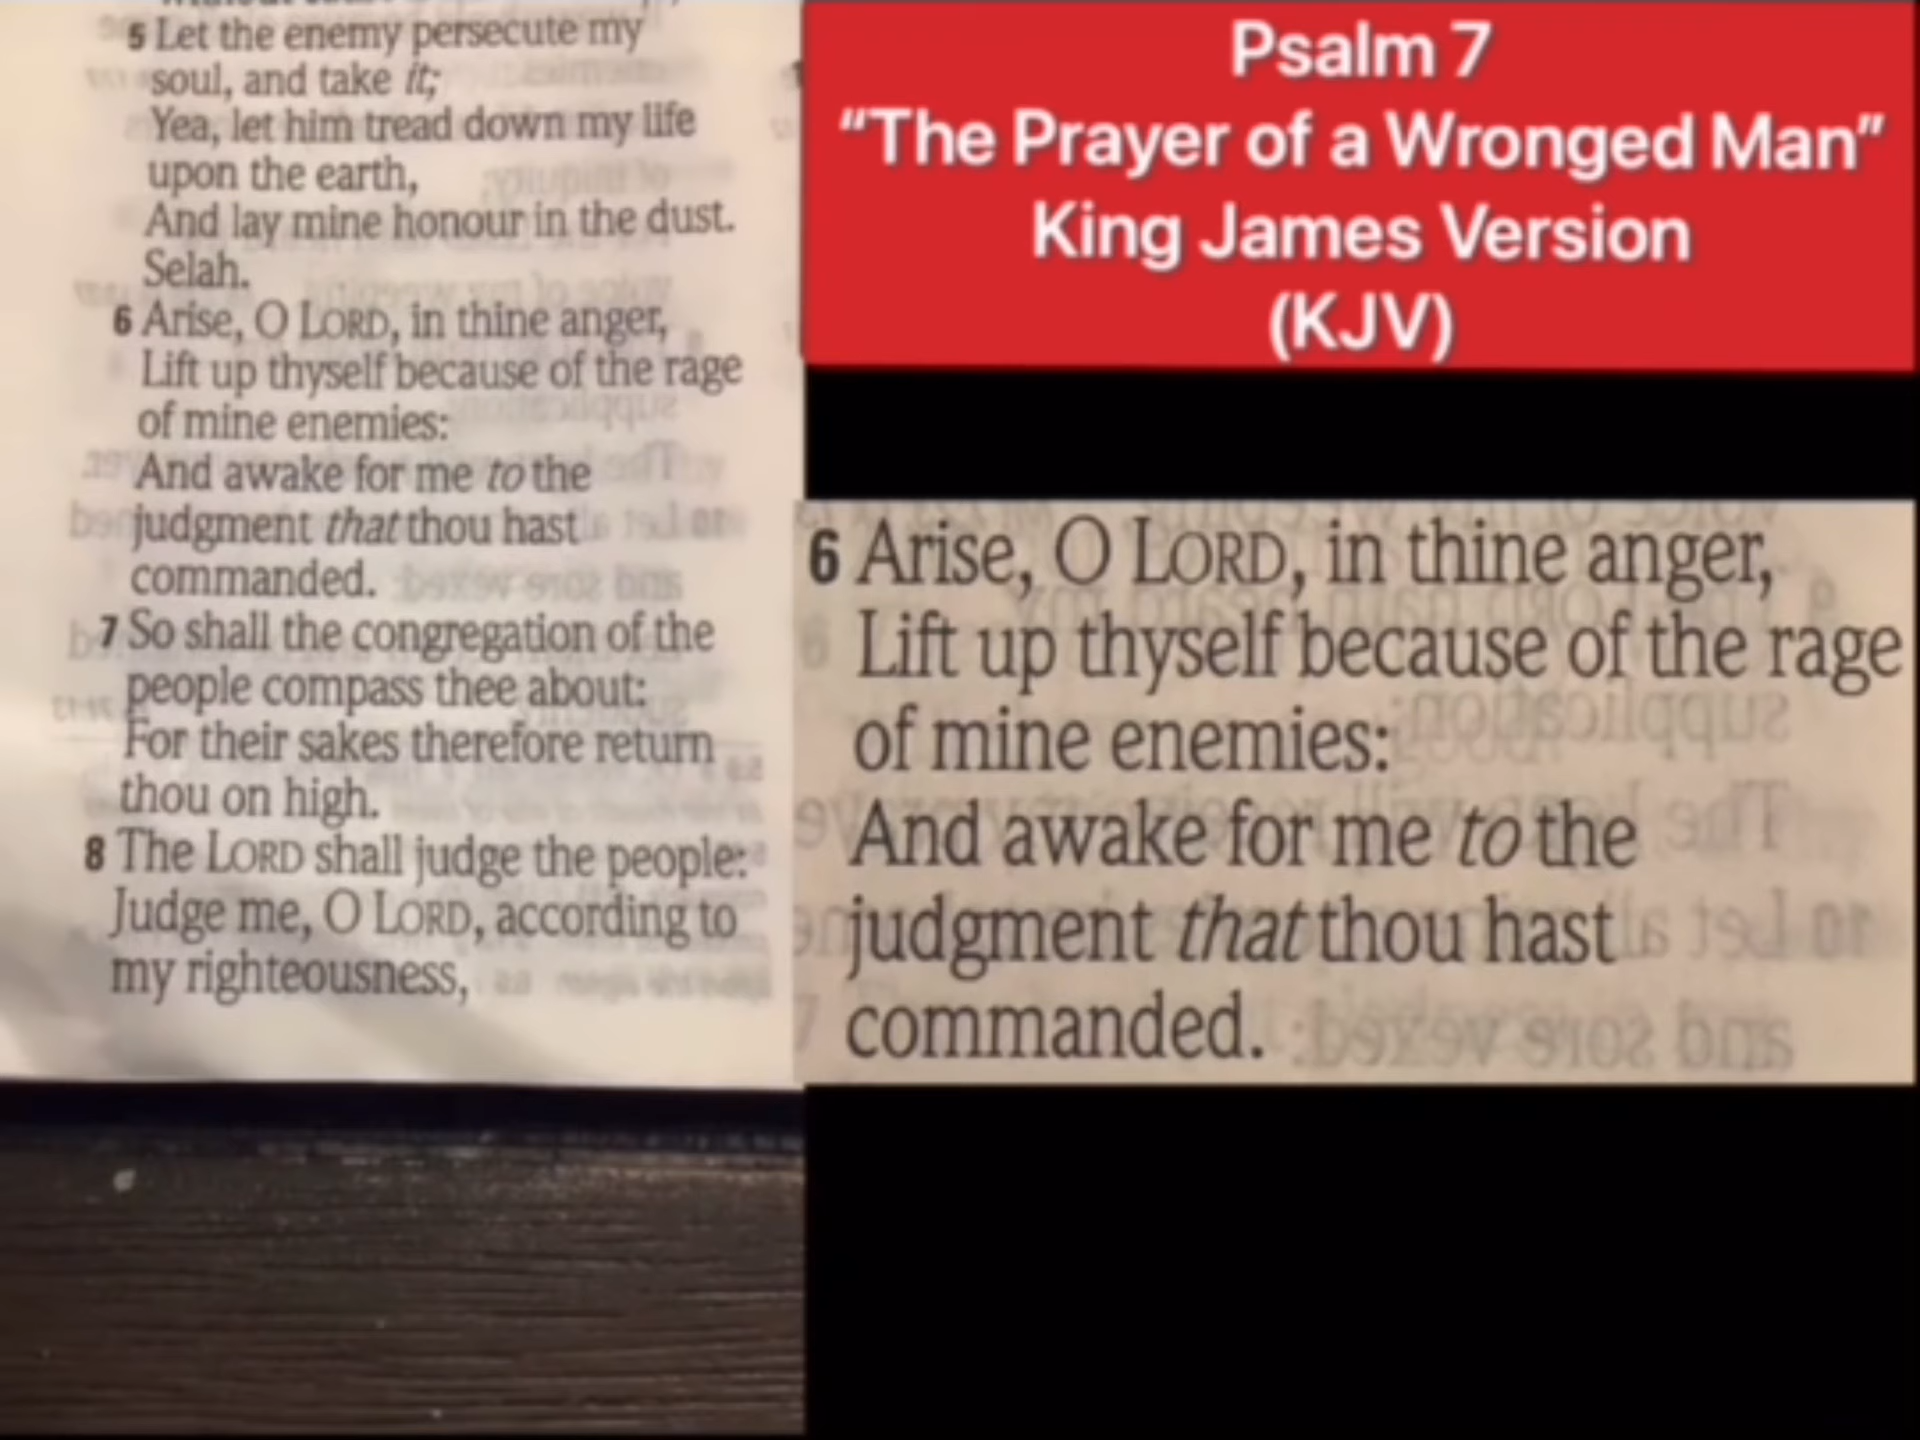 5 Let the enemy persecute my
soul, and take it;
Yea, let him tread down my life
upon the earth,
And lay mine honour in the dust.
Selah.
6 Arise, O LORD, in thine anger,
Lift up thyself because of the rage
of mine enemies:
And awake for me to the
judgment that thou hast
commanded.
7 So shall the congregation of the
people compass thee about:
For their sakes therefore return
thou on high.
8 The LORD shall judge the people:
Judge me, O LORD, according to
my righteousness,
Psalm 7
“The Prayer of a Wronged Man”
King James Version
(KJV)
6 Arise, O LORD, in thine anger,
Lift up thyself because of the rage
of mine enemies:
And awake for me to the
judgment that thou hast
commanded.